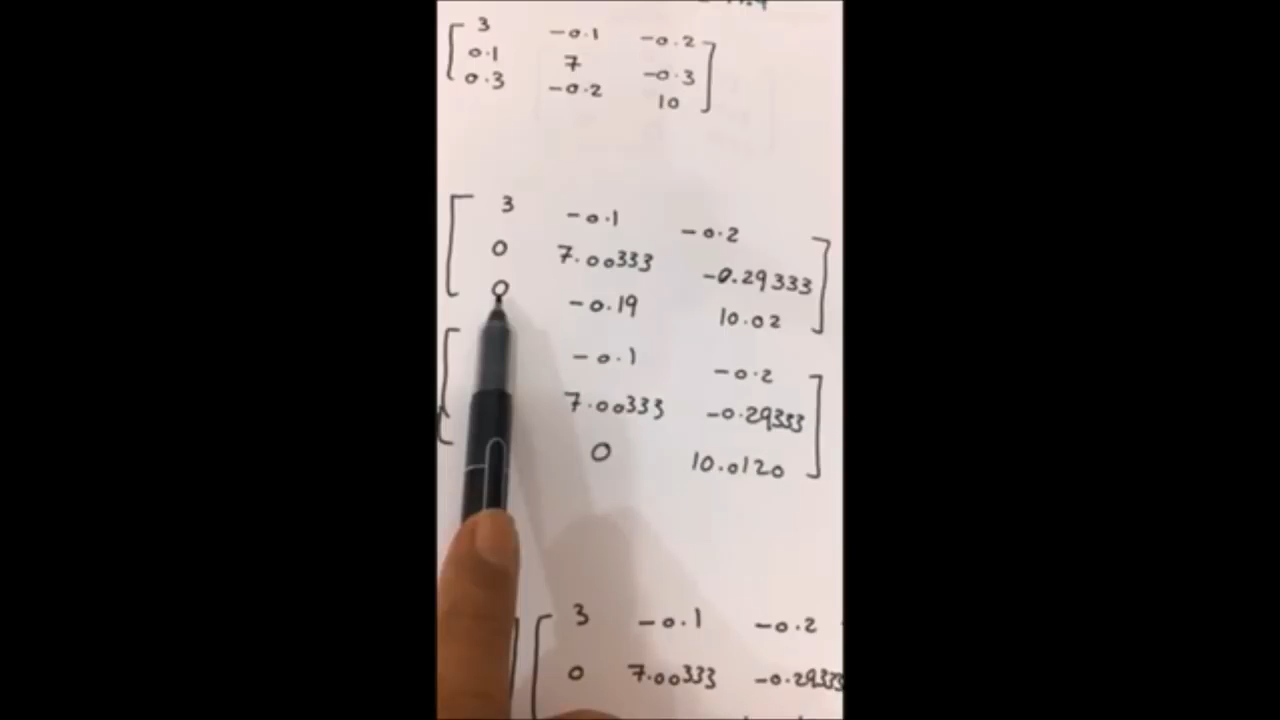 3 -0.1 -0.2
0.1 7 -0.3
0.3 -0.2 10
3 -0.1 -0.2
0 7.00333 -0.29333
0 -0.19 10.02
-0.1 -0.2
7.00333 -0.29333
0 10.0120
3 -0.1 -0.2
0 7.00333 -0.29333